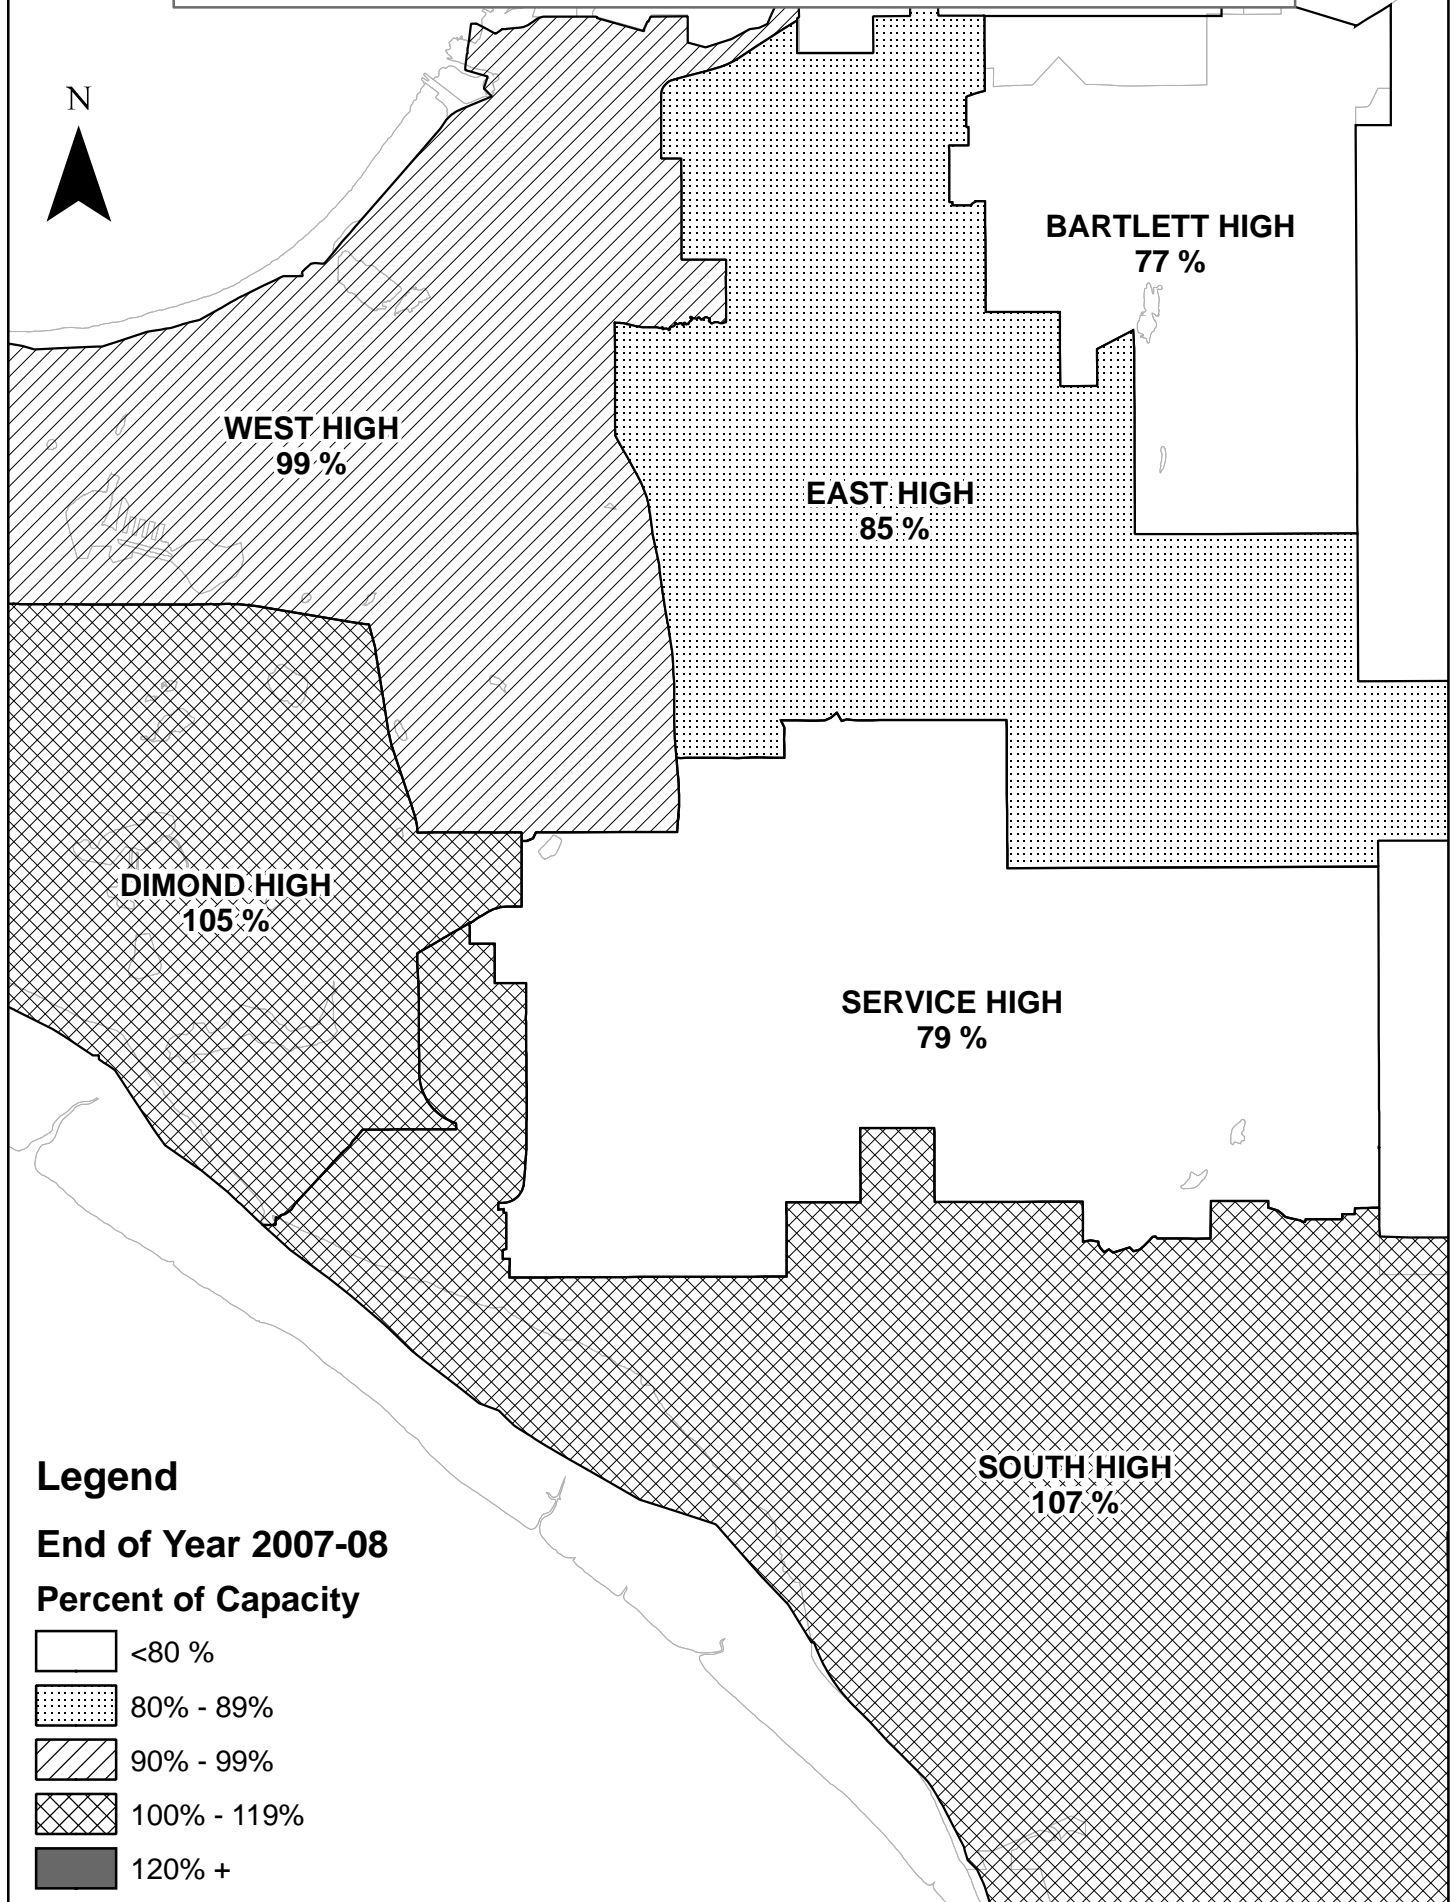 N
BARTLETT HIGH
77 %
WEST HIGH
99 %
EAST HIGH
85 %
DIMOND HIGH
105 %
SERVICE HIGH
79 %
SOUTH HIGH
107 %
Legend
End of Year 2007-08
Percent of Capacity
<80 %
80% - 89%
90% - 99%
100% - 119%
120% +